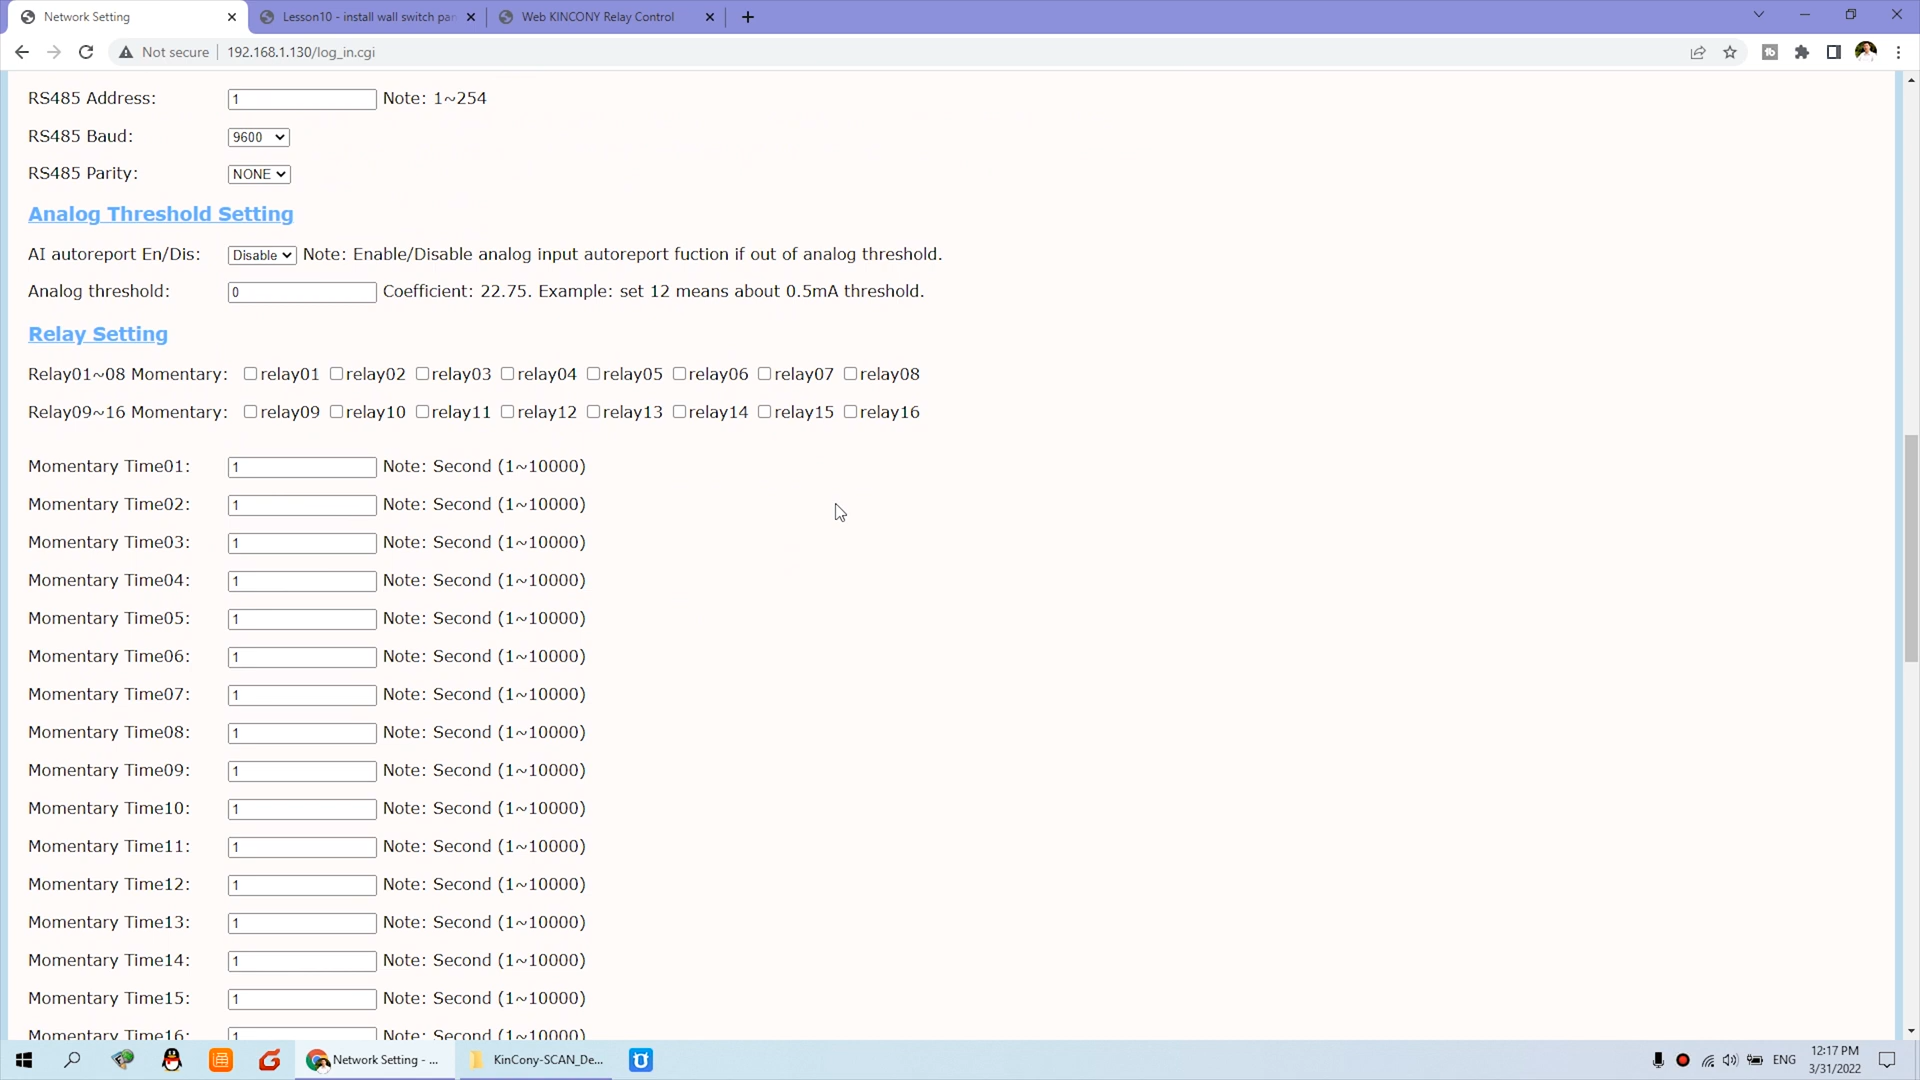 Network Setting
Lesson10 - install wall switch pan
Web KINCONY Relay Control
Not secure
192.168.1.130/log_in.cgi
RS485 Address: 1 Note: 1~254
RS485 Baud: 9600
RS485 Parity: NONE
Analog Threshold Setting
AI autoreport En/Dis: Disable Note: Enable/Disable analog input autoreport fuction if out of analog threshold.
Analog threshold: 0 Coefficient: 22.75. Example: set 12 means about 0.5mA threshold.
Relay Setting
Relay01~08 Momentary: relay01 relay02 relay03 relay04 relay05 relay06 relay07 relay08
Relay09~16 Momentary: relay09 relay10 relay11 relay12 relay13 relay14 relay15 relay16
Momentary Time01: 1 Note: Second (1~10000)
Momentary Time02: 1 Note: Second (1~10000)
Momentary Time03: 1 Note: Second (1~10000)
Momentary Time04: 1 Note: Second (1~10000)
Momentary Time05: 1 Note: Second (1~10000)
Momentary Time06: 1 Note: Second (1~10000)
Momentary Time07: 1 Note: Second (1~10000)
Momentary Time08: 1 Note: Second (1~10000)
Momentary Time09: 1 Note: Second (1~10000)
Momentary Time10: 1 Note: Second (1~10000)
Momentary Time11: 1 Note: Second (1~10000)
Momentary Time12: 1 Note: Second (1~10000)
Momentary Time13: 1 Note: Second (1~10000)
Momentary Time14: 1 Note: Second (1~10000)
Momentary Time15: 1 Note: Second (1~10000)
Momentary Time16: 1 Note: Second (1~10000)
Network Setting - ...
KinCony-SCAN_De...
ENG
12:17 PM
3/31/2022